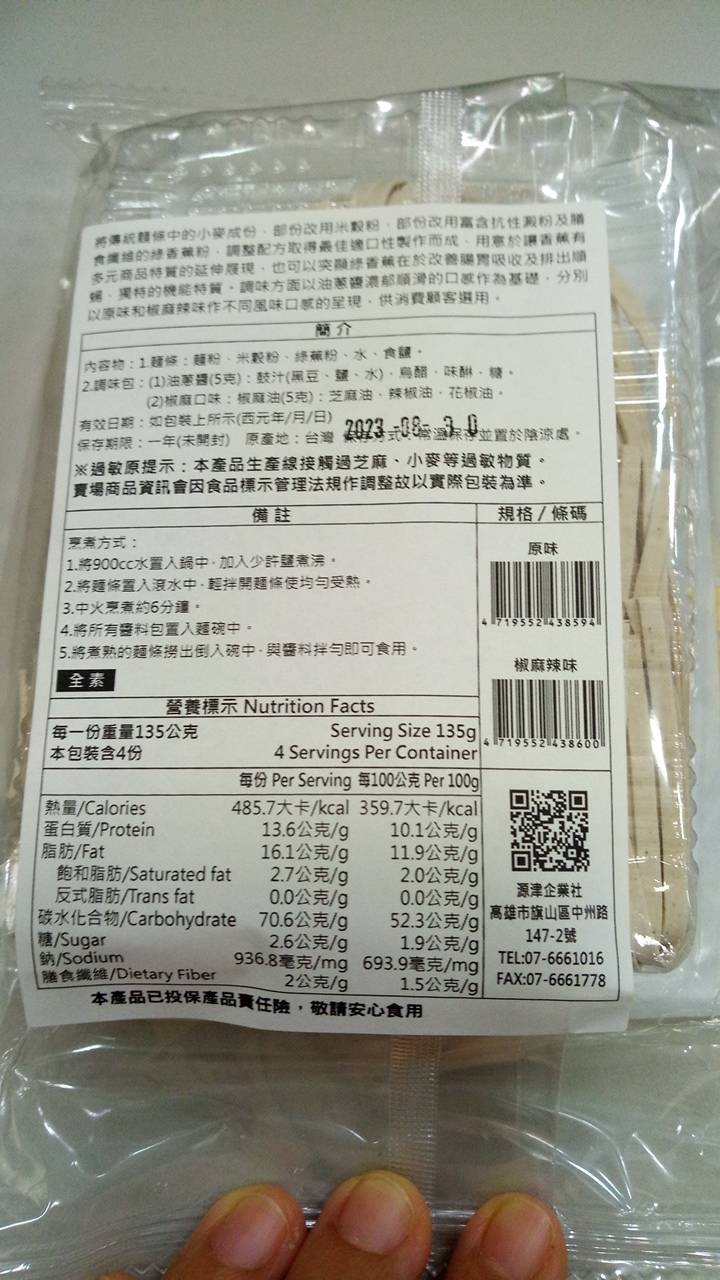 將傳統麵條中的小麥成份，部份改用米穀粉，部份改用富含抗性澱粉及膳
食纖維的綠香蕉粉，調整配方取得最佳適口性製作而成，用意於讓香蕉有
多元商品特質的延伸展現，也可以突顯綠香蕉在於改善腸胃吸收及排出順
暢，獨特的機能特質。調味方面以油蔥醬濃郁順滑的口感作為基礎，分別
以原味和椒麻辣味作不同風味口感的呈現，供消費顧客選用。
簡介
內容物：1.麵條：麵粉、米穀粉、綠蕉粉、水、食鹽。
2.調味包：(1)油蔥醬(5克)：鼓汁(黑豆、鹽、水)、烏醋、味醂、糖。
(2)椒麻口味：椒麻油(5克)：芝麻油、辣椒油、花椒油。
有效日期：如包裝上所示(西元年/月/日)
2023-08-30
保存期限：一年(未開封) 原產地：台灣 保存方式：常溫保存並置於陰涼處。
※過敏原提示：本產品生產線接觸過芝麻、小麥等過敏物質。
賣場商品資訊會因食品標示管理法規作調整故以實際包裝為準。
備註
規格/條碼
烹煮方式：
1.將900cc水置入鍋中，加入少許鹽煮沸。
2.將麵條置入滾水中，輕拌開麵條使均勻受熱。
3.中火烹煮約6分鐘。
4.將所有醬料包置入麵碗中。
5.將煮熟的麵條撈出倒入碗中，與醬料拌勻即可食用。
全素
原味
4 719552 438594
椒麻辣味
4 719552 438600
營養標示 Nutrition Facts
每一份重量135公克 Serving Size 135g
本包裝含4份 4 Servings Per Container
每份 Per Serving 每100公克 Per 100g
熱量/Calories 485.7大卡/kcal 359.7大卡/kcal
蛋白質/Protein 13.6公克/g 10.1公克/g
脂肪/Fat 16.1公克/g 11.9公克/g
飽和脂肪/Saturated fat 2.7公克/g 2.0公克/g
反式脂肪/Trans fat 0.0公克/g 0.0公克/g
碳水化合物/Carbohydrate 70.6公克/g 52.3公克/g
糖/Sugar 2.6公克/g 1.9公克/g
鈉/Sodium 936.8毫克/mg 693.9毫克/mg
膳食纖維/Dietary Fiber 2公克/g 1.5公克/g
源津企業社
高雄市旗山區中州路
147-2號
TEL:07-6661016
FAX:07-6661778
本產品已投保產品責任險，敬請安心食用